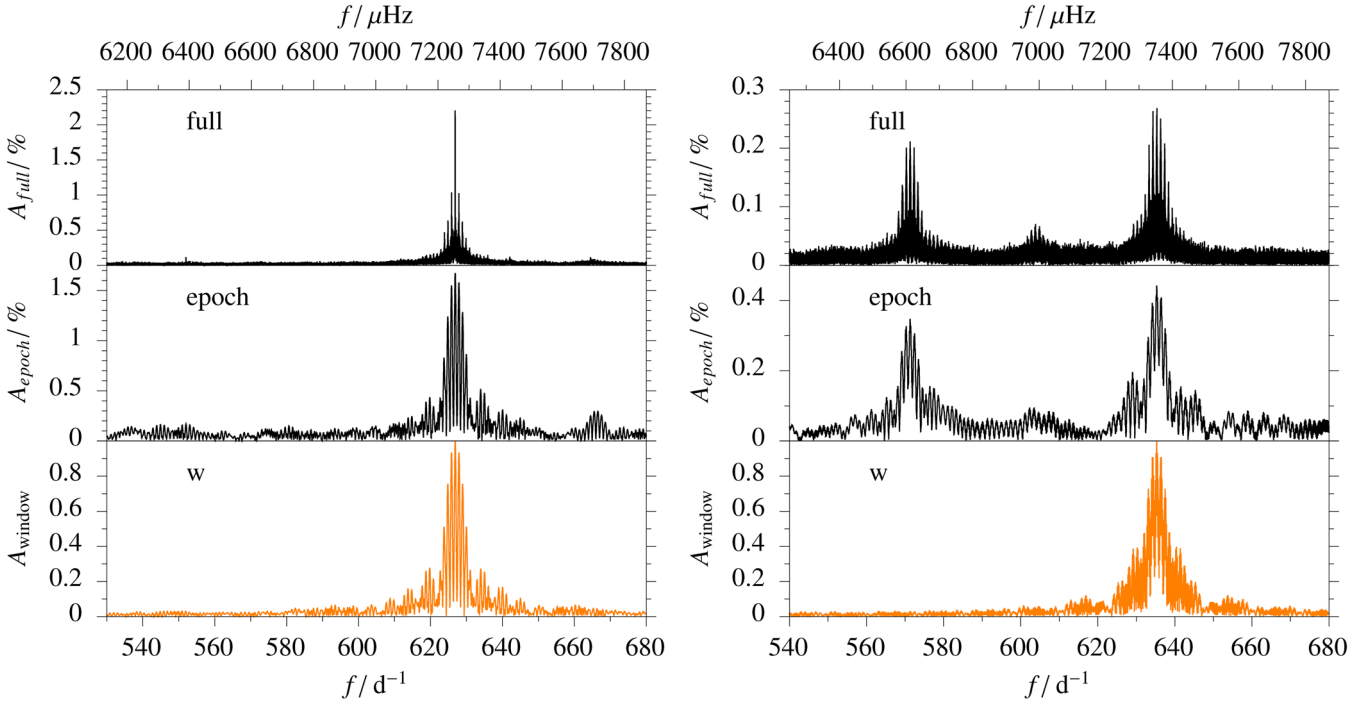 f / μHz
6200 6400 6600 6800 7000 7200 7400 7600 7800
2.5
2
1.5
1
0.5
0
A_full / %
full
1.5
1
0.5
0
A_epoch / %
epoch
0.8
0.6
0.4
0.2
0
A_window
w
540 560 580 600 620 640 660 680
f / d⁻¹
f / μHz
6400 6600 6800 7000 7200 7400 7600 7800
0.3
0.2
0.1
0
A_full / %
full
0.4
0.2
0
A_epoch / %
epoch
0.8
0.6
0.4
0.2
0
A_window
w
540 560 580 600 620 640 660 680
f / d⁻¹